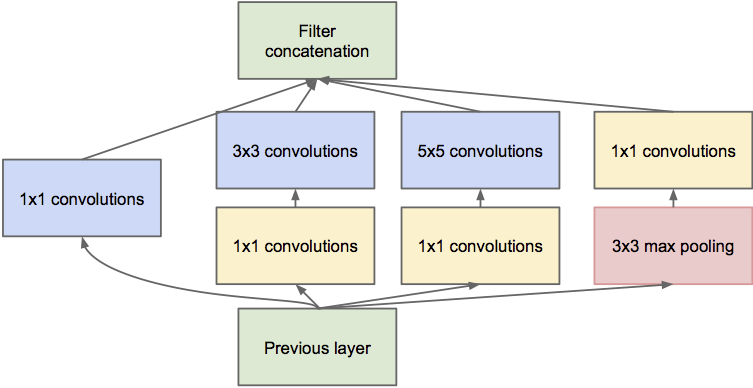 Filter
concatenation
3x3 convolutions
5x5 convolutions
1x1 convolutions
1x1 convolutions
1x1 convolutions
1x1 convolutions
3x3 max pooling
Previous layer